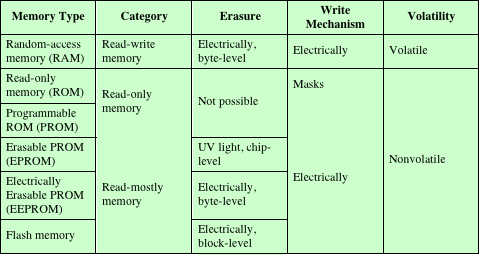 Memory Type
Category
Erasure
Write
Mechanism
Volatility
Random-access
memory (RAM)
Read-write
memory
Electrically,
byte-level
Electrically
Volatile
Read-only
memory (ROM)
Read-only
memory
Not possible
Masks
Nonvolatile
Programmable
ROM (PROM)
Electrically
Erasable PROM
(EPROM)
Read-mostly
memory
UV light, chip-
level
Electrically
Erasable PROM
(EEPROM)
Electrically,
byte-level
Flash memory
Electrically,
block-level